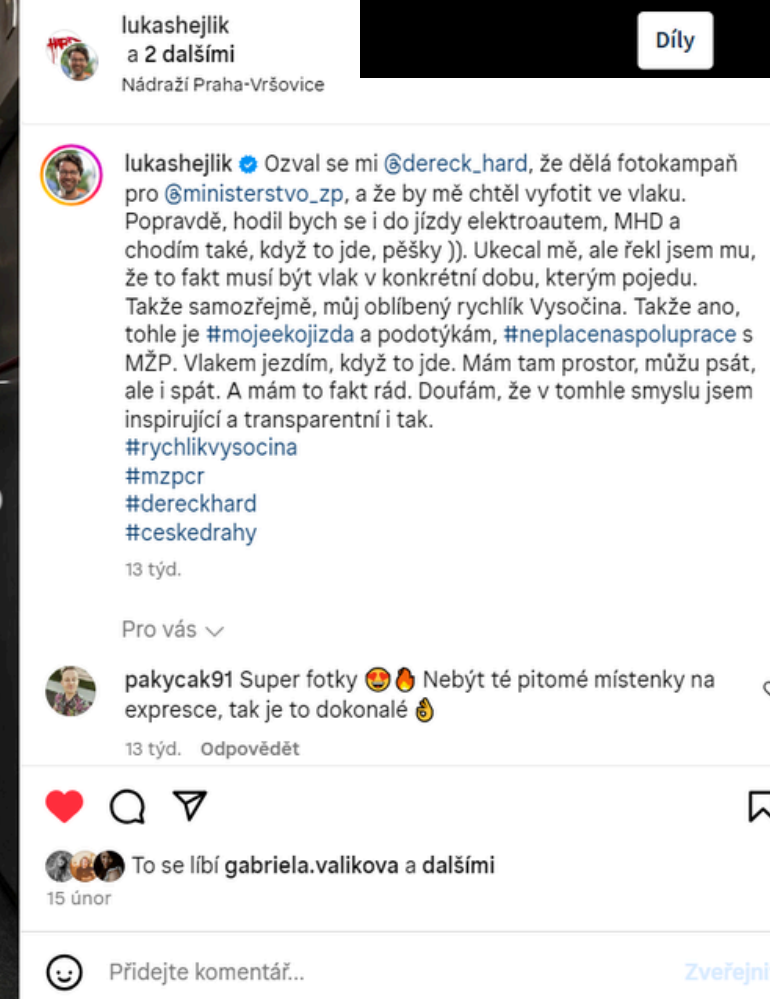 lukashejlik
a 2 dalšími
Nádraží Praha-Vršovice
Díly
lukashejlik Ozval se mi @dereck_hard, že dělá fotokampaň
pro @ministerstvo_zp, a že by mě chtěl vyfotit ve vlaku.
Popravdě, hodil bych se i do jízdy elektroautem, MHD a
chodím také, když to jde, pěšky )). Ukecal mě, ale řekl jsem mu,
že to fakt musí být vlak v konkrétní dobu, kterým pojedu.
Takže samozřejmě, můj oblíbený rychlík Vysočina. Takže ano,
tohle je #mojeekojizda a podotýkám, #neplacenaspoluprace s
MŽP. Vlakem jezdím, když to jde. Mám tam prostor, můžu psát,
ale i spát. A mám to fakt rád. Doufám, že v tomhle smyslu jsem
inspirující a transparentní i tak.
#rychlikvysocina
#mzpcr
#dereckhard
#ceskedrahy
13 týd.
Pro vás
pakycak91 Super fotky 😍🔥 Nebýt té pitomé místenky na
expresce, tak je to dokonalé 👌
13 týd. Odpovědět
To se líbí gabriela.valikova a dalšími
15 únor
Přidejte komentář...
Zveřejni